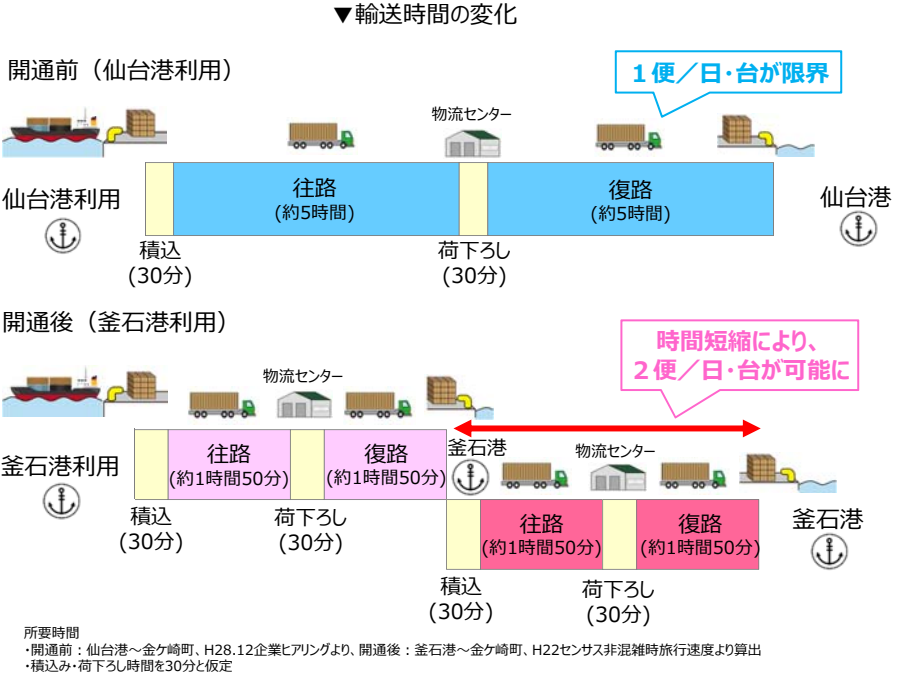 ▼輸送時間の変化
開通前（仙台港利用）
１便／日・台が限界
物流センター
仙台港利用
往路
(約5時間)
復路
(約5時間)
仙台港
積込
(30分)
荷下ろし
(30分)
開通後（釜石港利用）
時間短縮により、
２便／日・台が可能に
物流センター
釜石港利用
往路
(約1時間50分)
復路
(約1時間50分)
釜石港
物流センター
積込
(30分)
荷下ろし
(30分)
往路
(約1時間50分)
復路
(約1時間50分)
釜石港
積込
(30分)
荷下ろし
(30分)
所要時間
・開通前：仙台港～金ケ崎町、H28.12企業ヒアリングより、開通後：釜石港～金ケ崎町、H22センサス非混雑時旅行速度より算出
・積込み・荷下ろし時間を30分と仮定